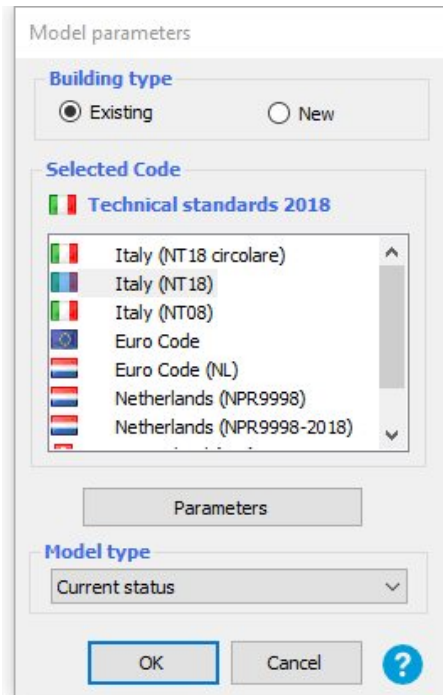 Model parameters
Building type
Existing
New
Selected Code
Technical standards 2018
Italy (NT18 circolare)
Italy (NT18)
Italy (NT08)
Euro Code
Euro Code (NL)
Netherlands (NPR9998)
Netherlands (NPR9998-2018)
Parameters
Model type
Current status
OK
Cancel
?